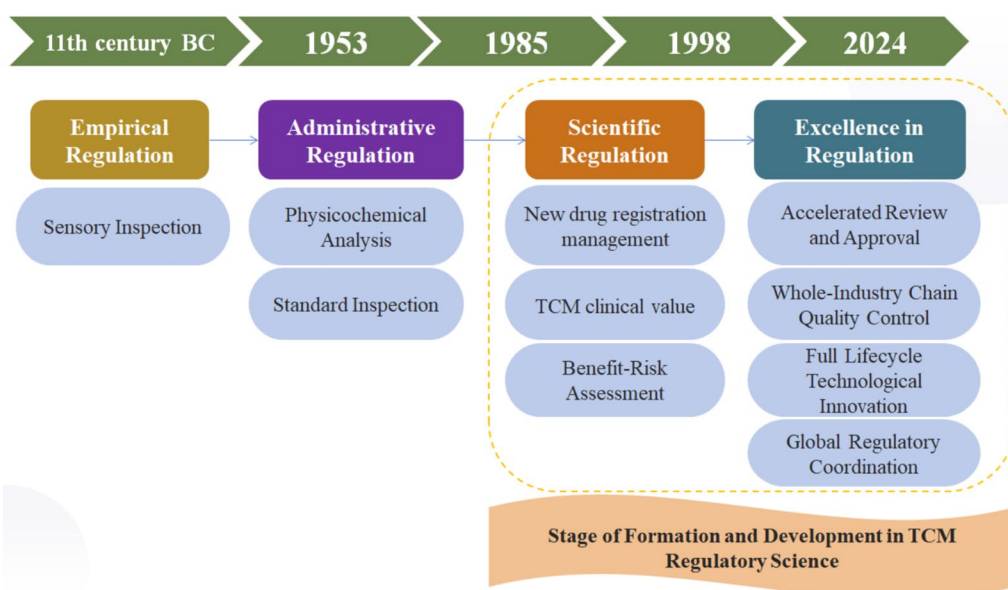 11th century BC
1953
1985
1998
2024
Empirical
Regulation
Sensory Inspection
Administrative
Regulation
Physicochemical
Analysis
Standard Inspection
Scientific
Regulation
New drug registration
management
TCM clinical value
Benefit-Risk
Assessment
Excellence in
Regulation
Accelerated Review
and Approval
Whole-Industry Chain
Quality Control
Full Lifecycle
Technological
Innovation
Global Regulatory
Coordination
Stage of Formation and Development in TCM
Regulatory Science